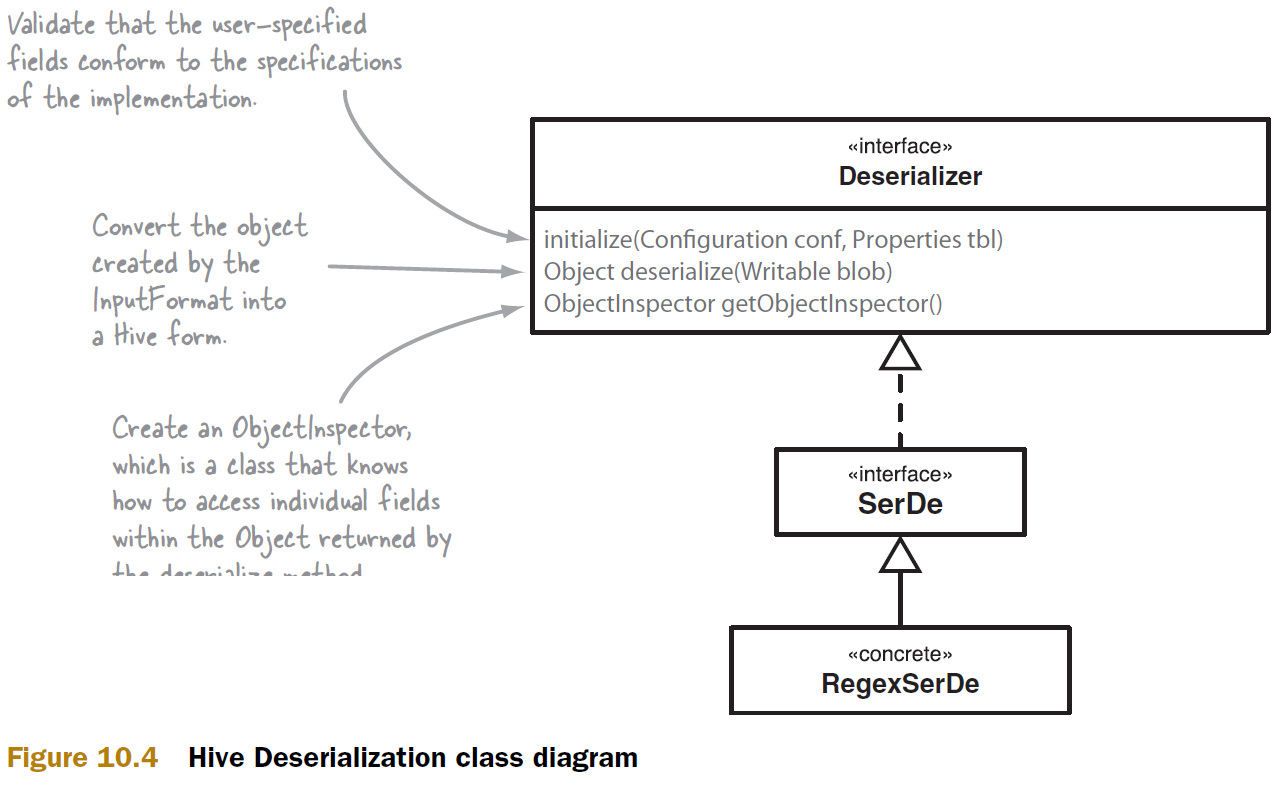 Validate that the user-specified
fields conform to the specifications
of the implementation.
«interface»
Deserializer
initialize(Configuration conf, Properties tbl)
Object deserialize(Writable blob)
ObjectInspector getObjectInspector()
Convert the object
created by the
InputFormat into
a Hive form.
Create an ObjectInspector,
which is a class that knows
how to access individual fields
within the Object returned by
the deserialize method
«interface»
SerDe
«concrete»
RegexSerDe
Figure 10.4 Hive Deserialization class diagram